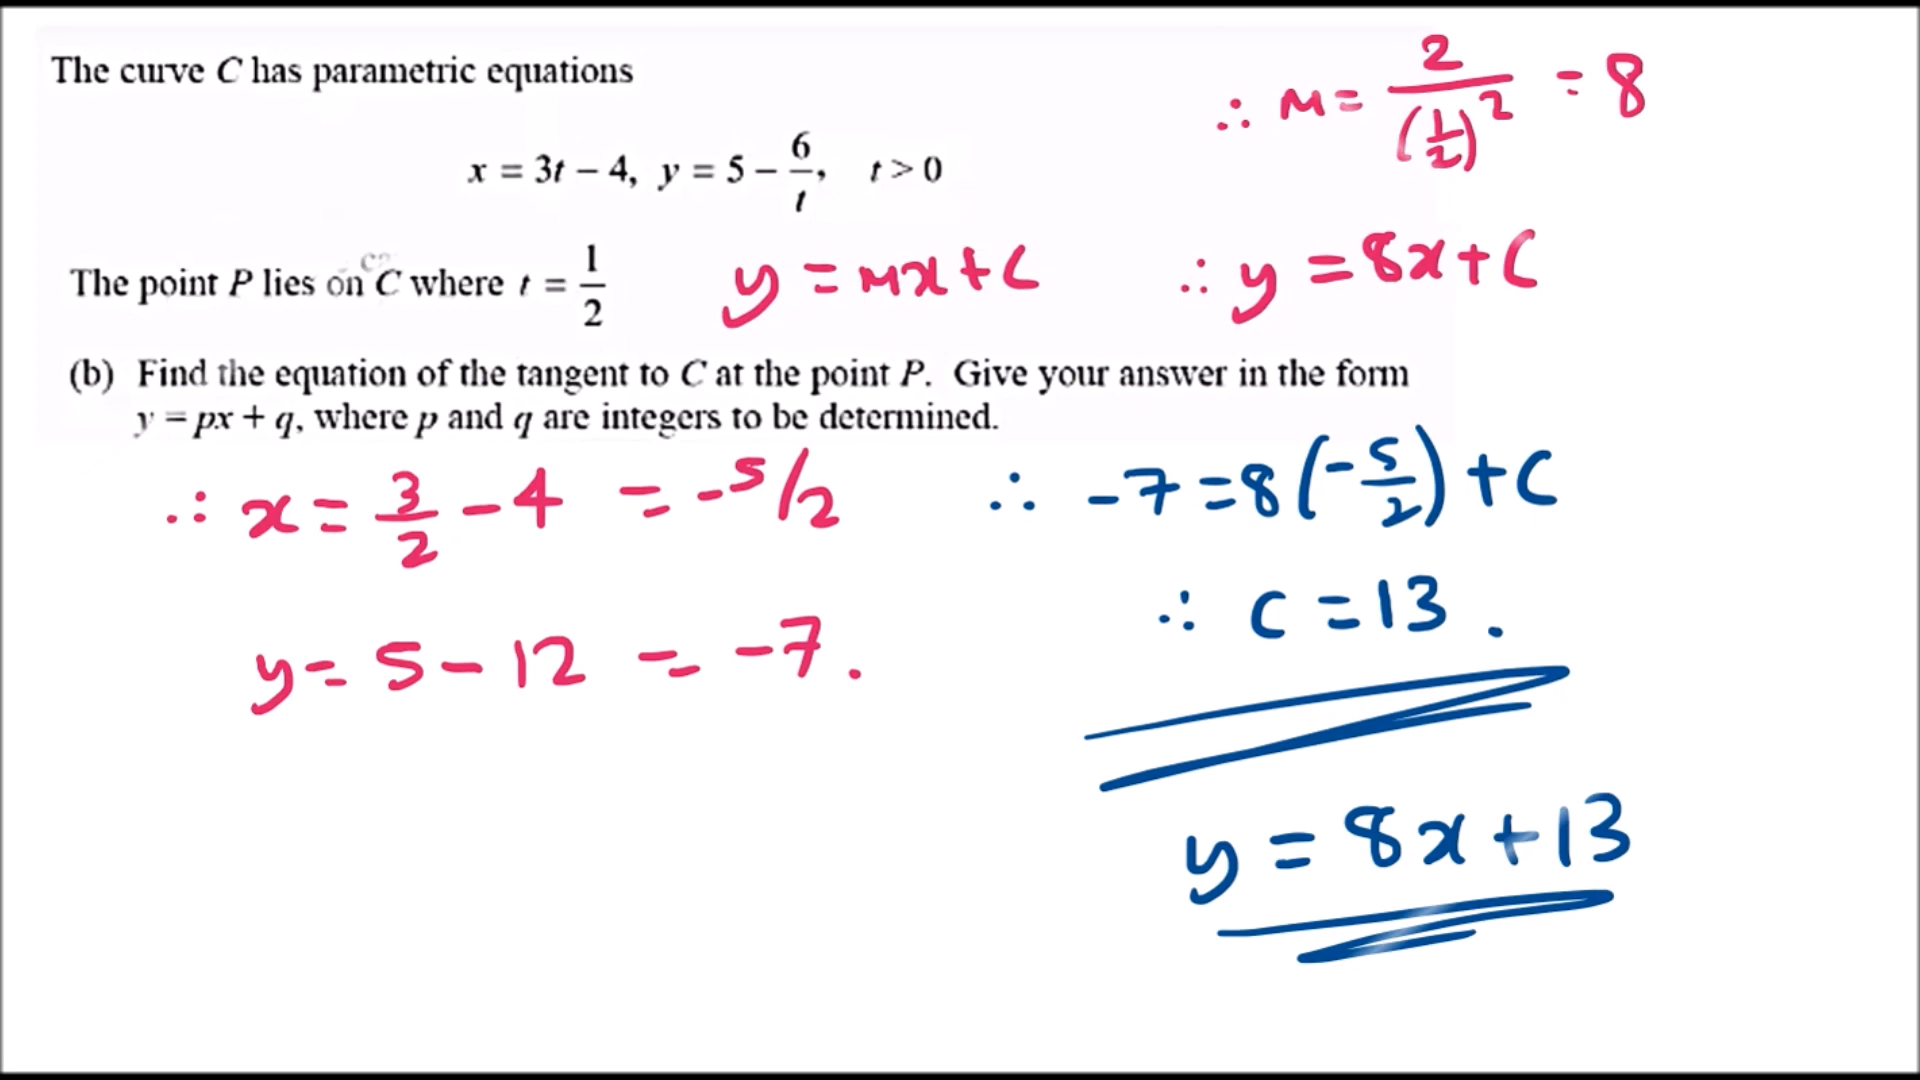 The curve C has parametric equations
x = 3t − 4, y = 5 − 6/t, t > 0
The point P lies on C where t = 1/2
(b) Find the equation of the tangent to C at the point P. Give your answer in the form
y = px + q, where p and q are integers to be determined.
∴ m = 2/(1/2)² = 8
y = mx + c
∴ y = 8x + c
∴ x = 3/2 − 4 = −5/2
y = 5 − 12 = −7.
∴ −7 = 8(−5/2) + c
∴ c = 13.
y = 8x + 13